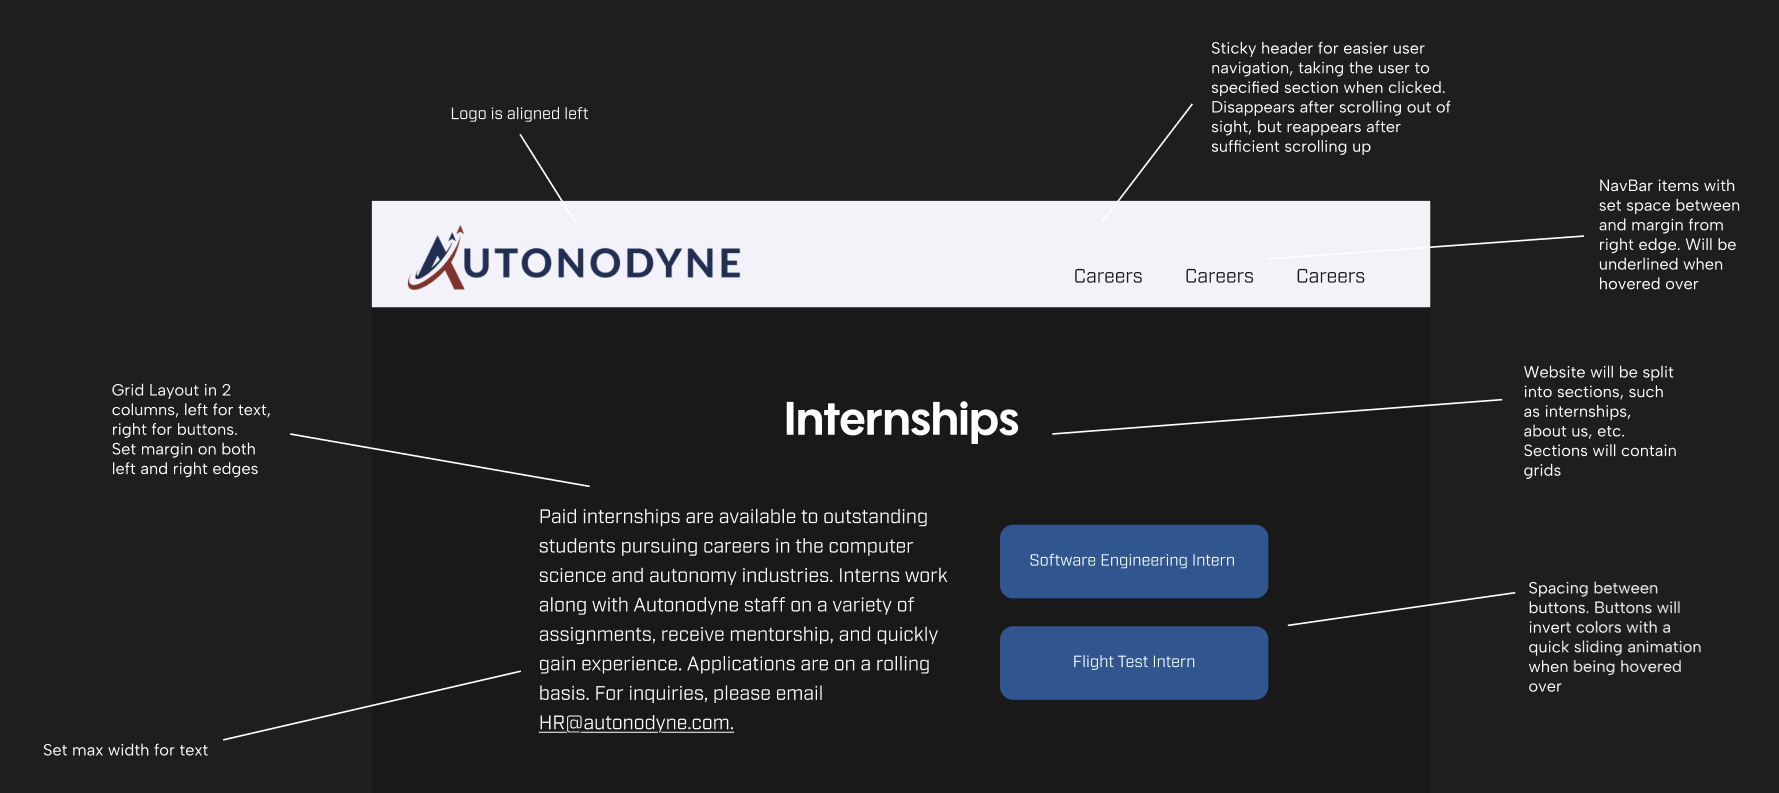 Sticky header for easier user
navigation, taking the user to
specified section when clicked.
Disappears after scrolling out of
sight, but reappears after
sufficient scrolling up
Logo is aligned left
NavBar items with
set space between
and margin from
right edge. Will be
underlined when
hovered over
AUTONODYNE
Careers Careers Careers
Grid Layout in 2
columns, left for text,
right for buttons.
Set margin on both
left and right edges
Internships
Website will be split
into sections, such
as internships,
about us, etc.
Sections will contain
grids
Paid internships are available to outstanding
students pursuing careers in the computer
science and autonomy industries. Interns work
along with Autonodyne staff on a variety of
assignments, receive mentorship, and quickly
gain experience. Applications are on a rolling
basis. For inquiries, please email
HR@autonodyne.com.
Software Engineering Intern
Flight Test Intern
Spacing between
buttons. Buttons will
invert colors with a
quick sliding animation
when being hovered
over
Set max width for text